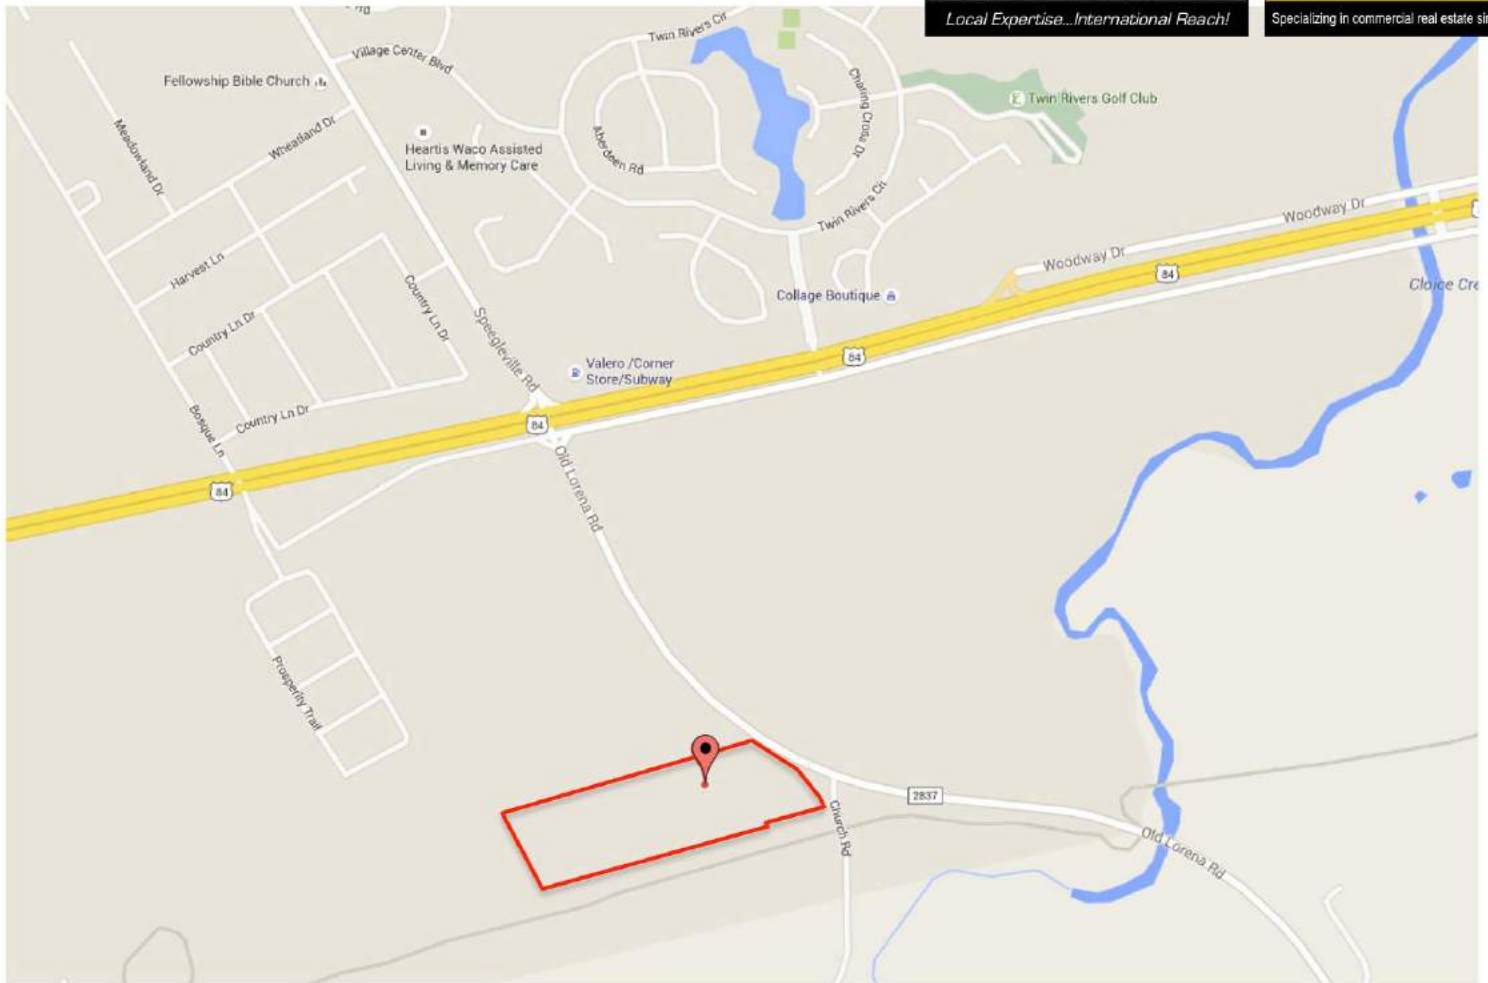 Local Expertise...International Reach!
Specializing in commercial real estate
Twin Rivers Cir
Village Center Blvd
Fellowship Bible Church
Charing Cross Dr
Twin Rivers Golf Club
Meadowland Dr
Wheatland Dr
Heartis Waco Assisted
Living & Memory Care
Aberdeen Rd
Twin Rivers Cir
Woodway Dr
Woodway Dr
Harvest Ln
Country Ln Dr
84
Collage Boutique
Cloice
Country Ln Dr
Speegleville Rd
84
Valero /Corner
Store/Subway
Bosque Ln
Country Ln Dr
84
84
Old Lorena Rd
Prosperity Trail
2837
Church Rd
Old Lorena Rd